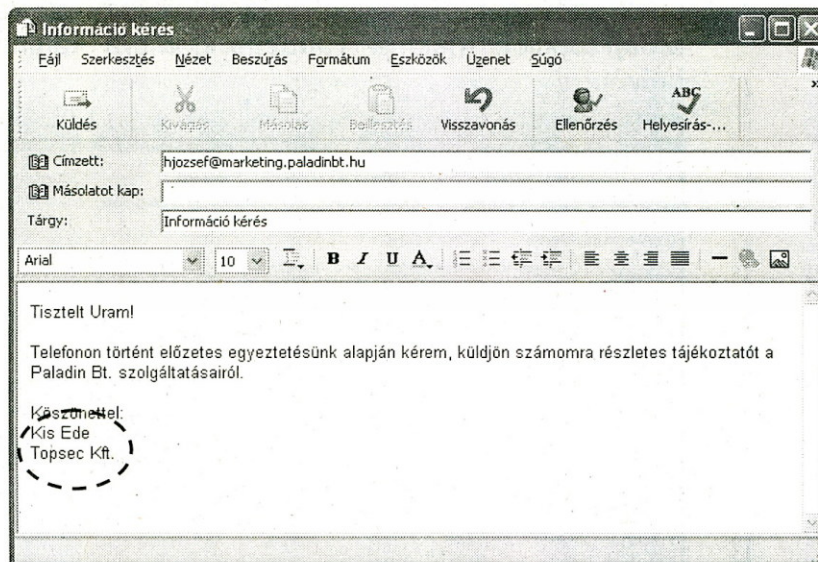 Információ kérés
Fájl Szerkesztés Nézet Beszúrás Formátum Eszközök Üzenet Súgó
»
Küldés Kivágás Másolás Beillesztés Visszavonás Ellenőrzés ABC Helyesírás-...
Címzett: hjozsef@marketing.paladinbt.hu
Másolatot kap:
Tárgy: Információ kérés
Arial 10 B I U A
Tisztelt Uram!
Telefonon történt előzetes egyeztetésünk alapján kérem, küldjön számomra részletes tájékoztatót a
Paladin Bt. szolgáltatásairól.
Köszönettel:
Kis Ede
Topsec Kft.